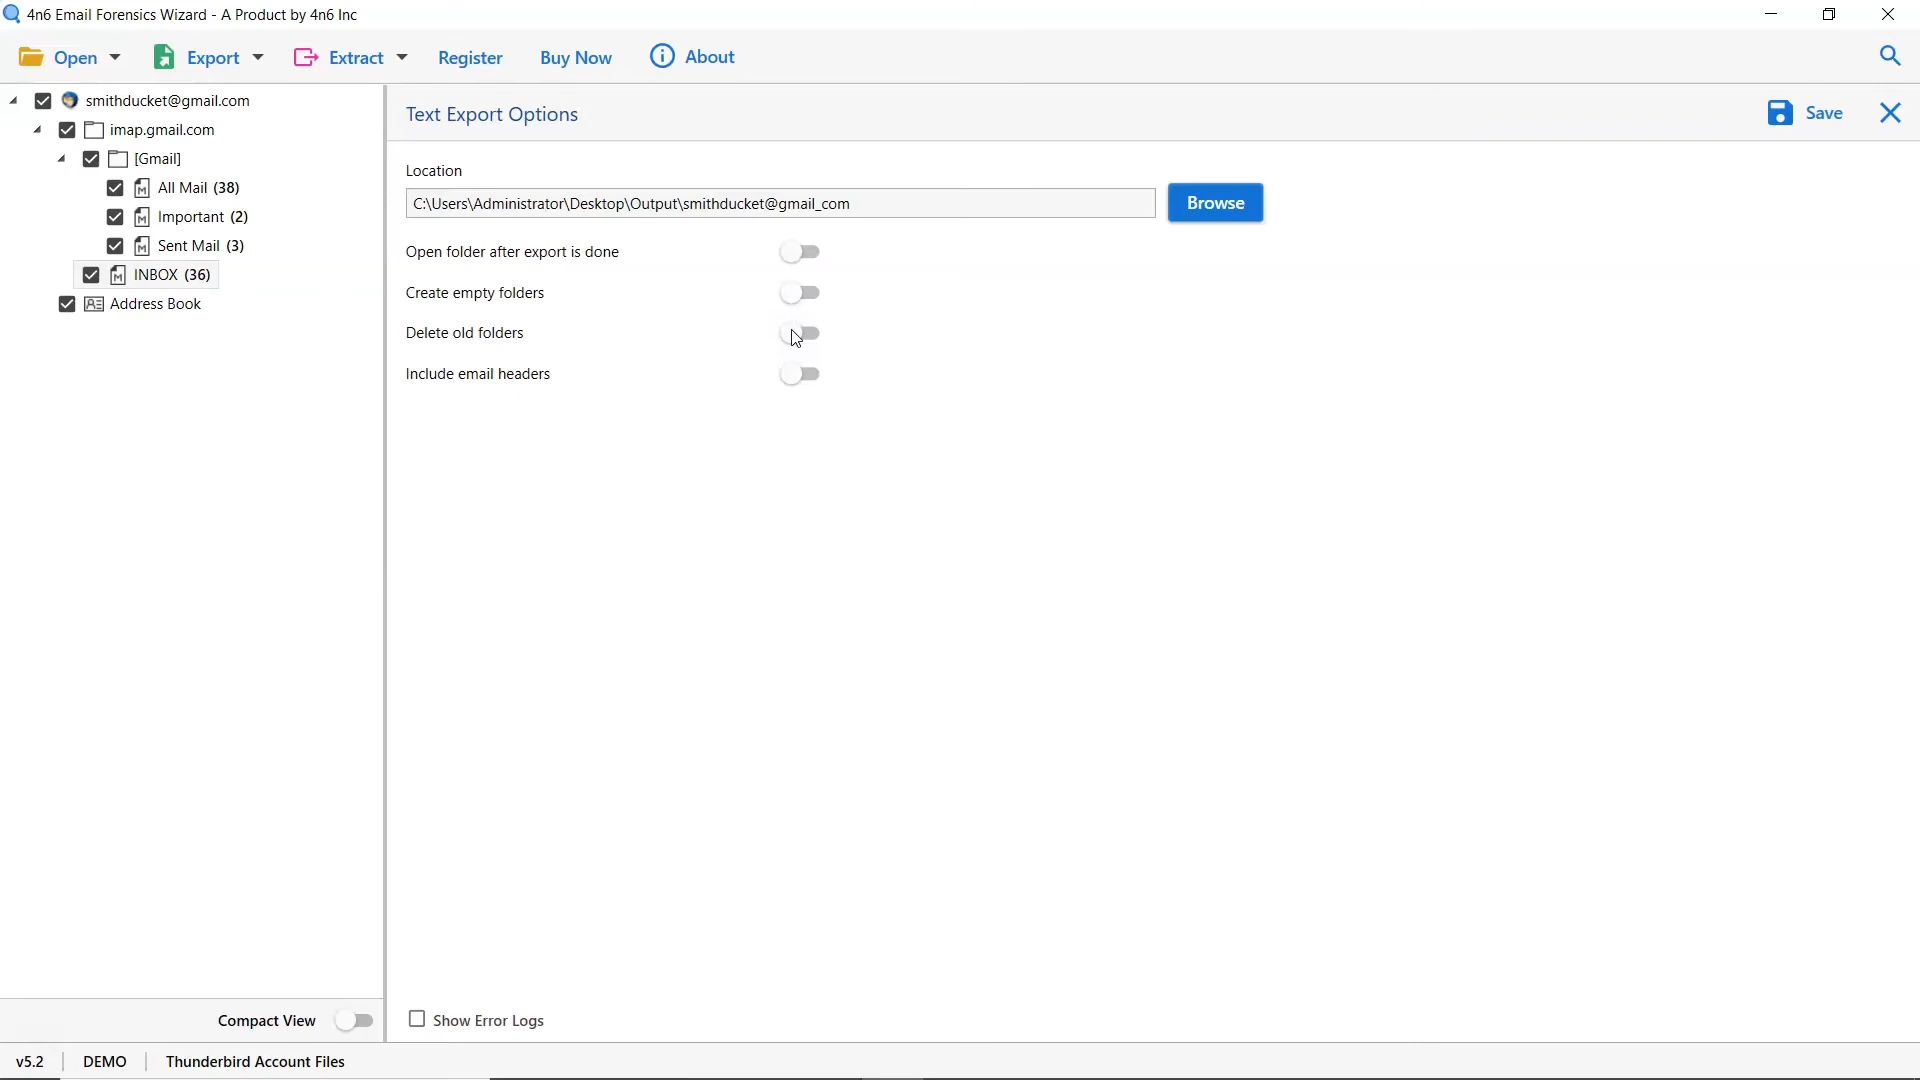 4n6 Email Forensics Wizard - A Product by 4n6 Inc
Open Export Extract Register Buy Now About
smithducket@gmail.com
imap.gmail.com
[Gmail]
All Mail (38)
Important (2)
Sent Mail (3)
INBOX (36)
Address Book
Text Export Options
Save
Location
C:\Users\Administrator\Desktop\Output\smithducket@gmail_com
Browse
Open folder after export is done
Create empty folders
Delete old folders
Include email headers
Compact View
Show Error Logs
v5.2 DEMO Thunderbird Account Files